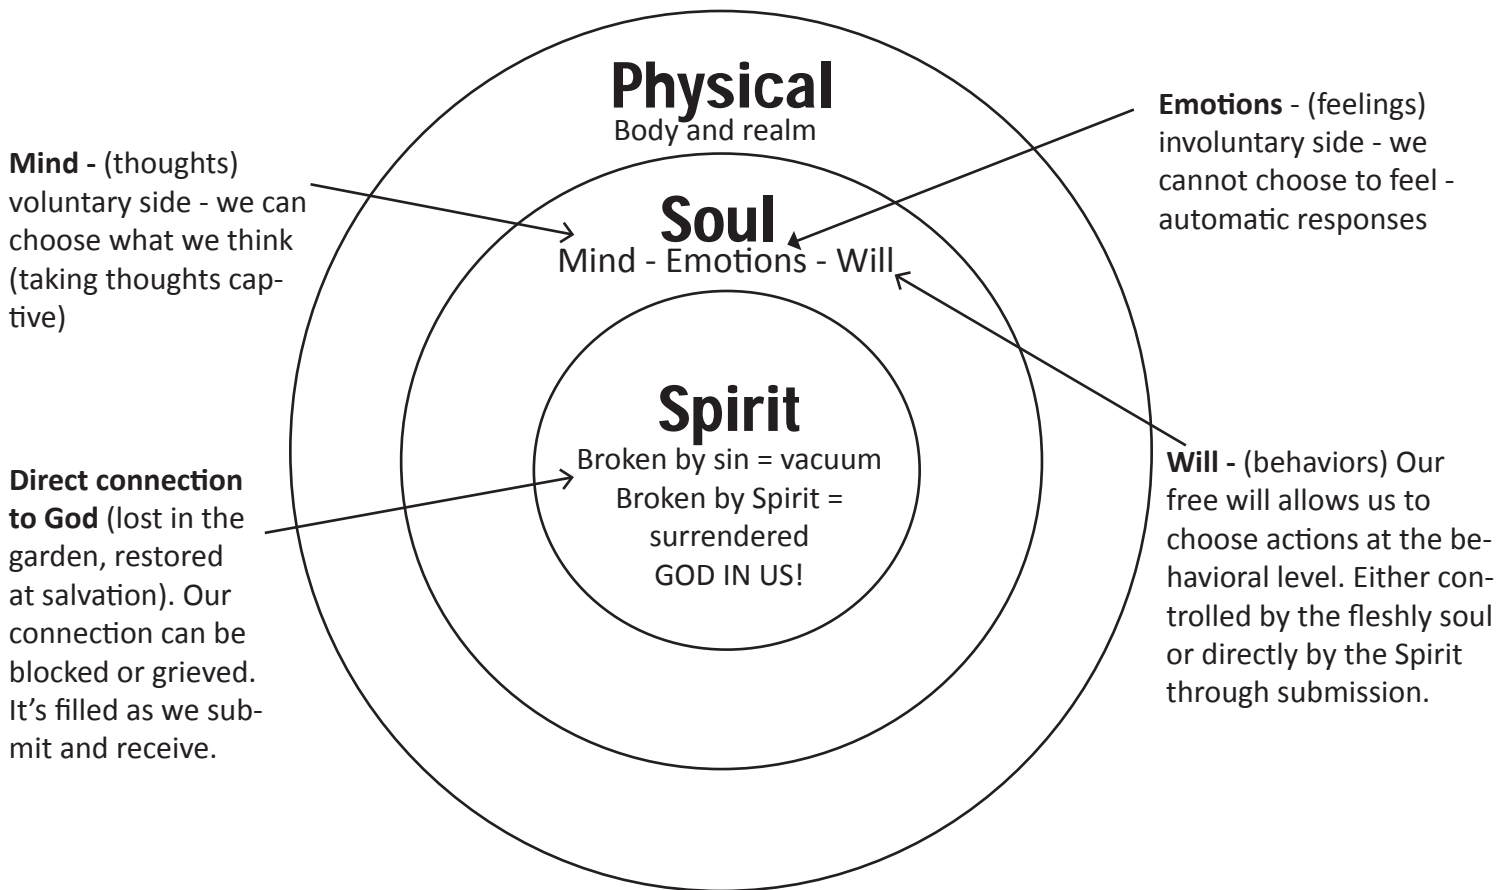 Physical
Body and realm
Soul
Mind - Emotions - Will
Spirit
Broken by sin = vacuum
Broken by Spirit =
surrendered
GOD IN US!
Mind - (thoughts)
voluntary side - we can
choose what we think
(taking thoughts cap-
tive)
Direct connection
to God (lost in the
garden, restored
at salvation). Our
connection can be
blocked or grieved.
It's filled as we sub-
mit and receive.
Emotions - (feelings)
involuntary side - we
cannot choose to feel -
automatic responses
Will - (behaviors) Our
free will allows us to
choose actions at the be-
havioral level. Either con-
trolled by the fleshly soul
or directly by the Spirit
through submission.